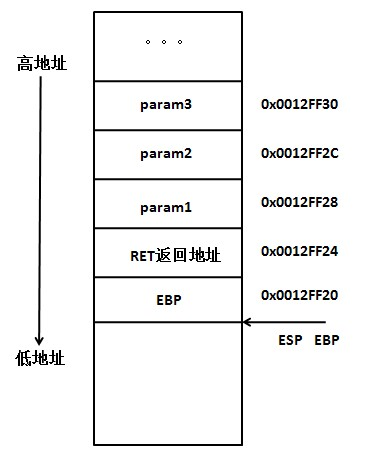 。。。
高地址
param3 0x0012FF30
param2 0x0012FF2C
param1 0x0012FF28
RET返回地址 0x0012FF24
EBP 0x0012FF20
ESP EBP
低地址